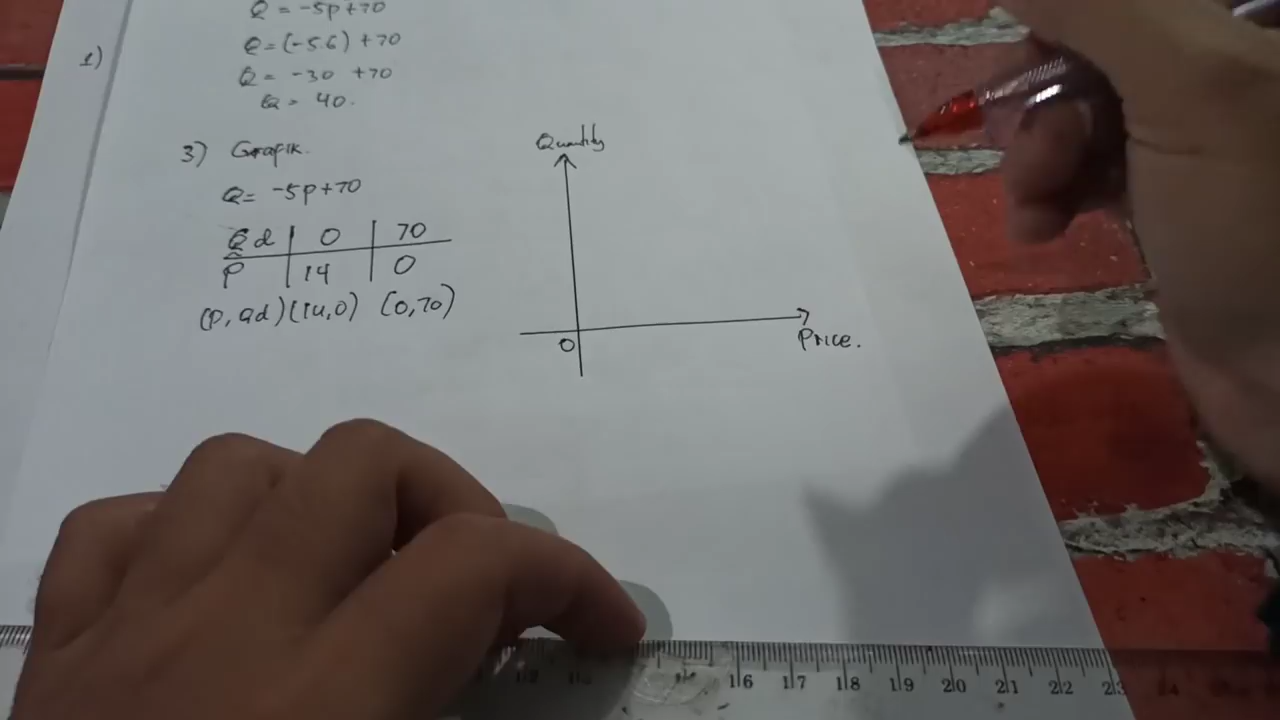 Q = -5p+70
1)
Q=(-5.6) +70
Q= -30 +70
Q= 40.
3) Grafik.
Q= -5p+70
Qd 0 70
P 14 0
(P, Qd) (14,0) (0,70)
Quantity
0
Price.
16 17 18 19 20 21 22 23